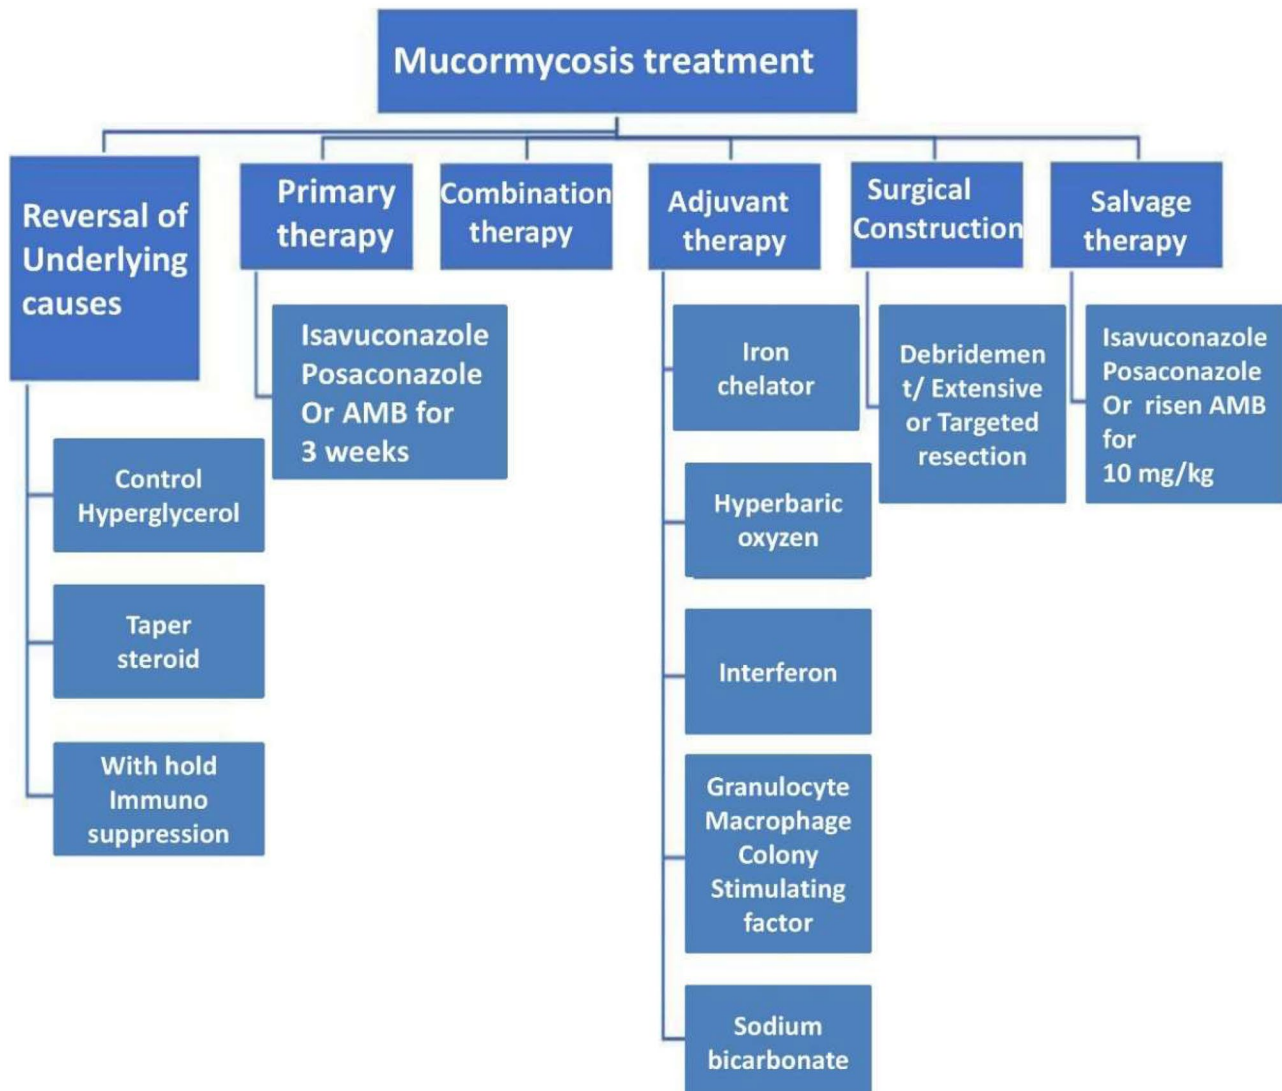 Mucormycosis treatment
Reversal of
Underlying
causes
Control
Hyperglycerol
Taper
steroid
With hold
Immuno
suppression
Primary
therapy
Isavuconazole
Posaconazole
Or AMB for
3 weeks
Combination
therapy
Adjuvant
therapy
Iron
chelator
Hyperbaric
oxyzen
Interferon
Granulocyte
Macrophage
Colony
Stimulating
factor
Sodium
bicarbonate
Surgical
Construction
Debridemen
t/ Extensive
or Targeted
resection
Salvage
therapy
Isavuconazole
Posaconazole
Or risen AMB
for
10 mg/kg